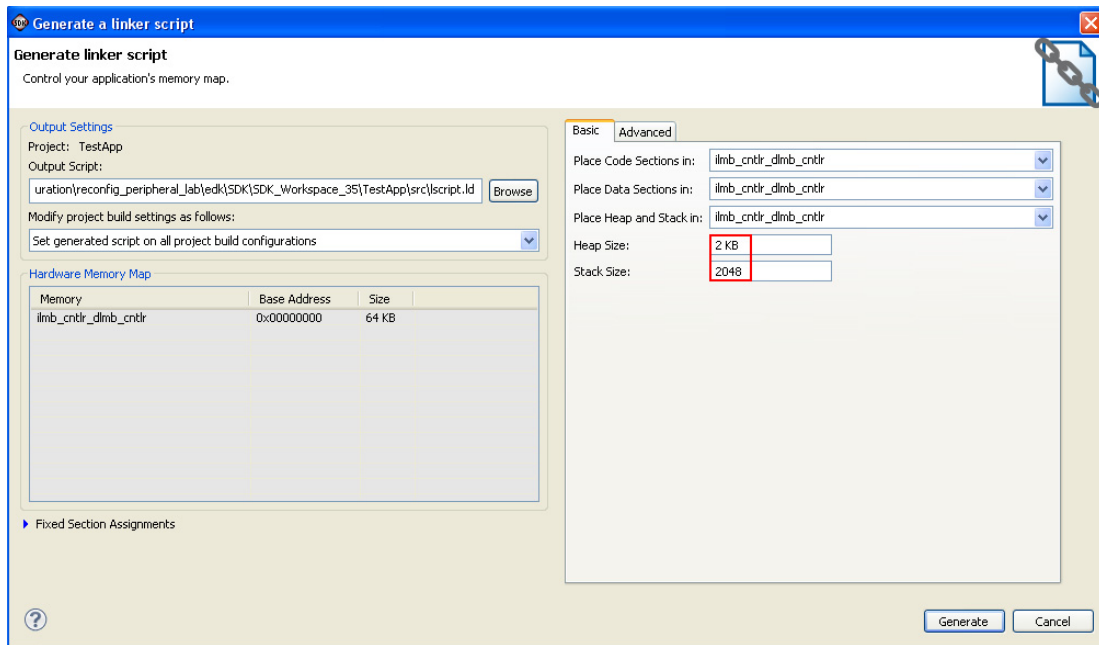 SDK Generate a linker script
Generate linker script
Control your application's memory map.
Output Settings
Project: TestApp
Output Script:
uration\reconfig_peripheral_lab\edk\SDK\SDK_Workspace_35\TestApp\src\lscript.ld Browse
Modify project build settings as follows:
Set generated script on all project build configurations
Hardware Memory Map
Memory Base Address Size
ilmb_cntlr_dlmb_cntlr 0x00000000 64 KB
Fixed Section Assignments
Basic Advanced
Place Code Sections in: ilmb_cntlr_dlmb_cntlr
Place Data Sections in: ilmb_cntlr_dlmb_cntlr
Place Heap and Stack in: ilmb_cntlr_dlmb_cntlr
Heap Size: 2 KB
Stack Size: 2048
? Generate Cancel